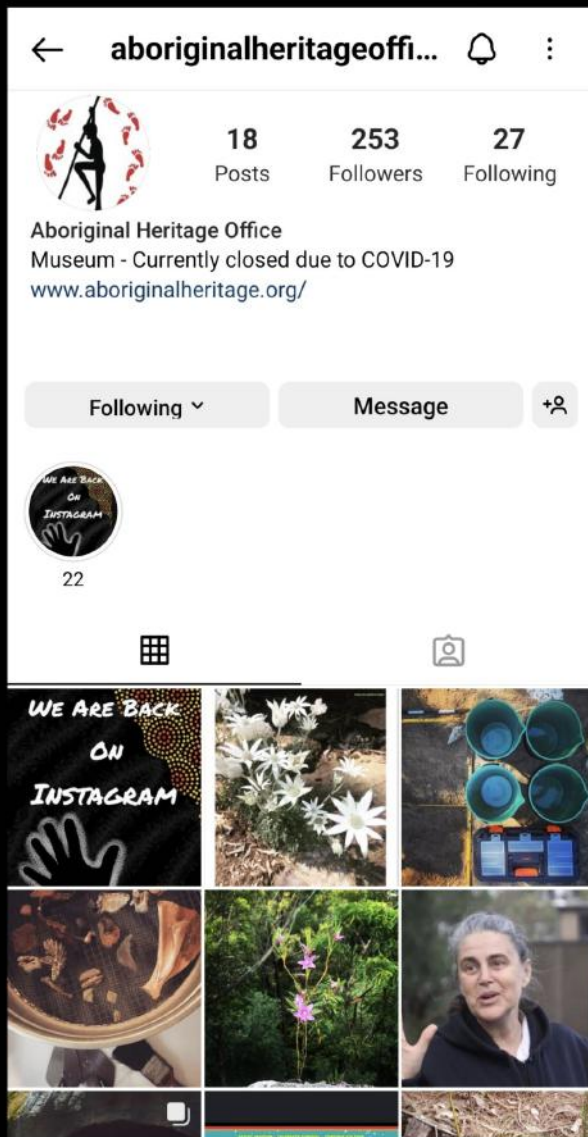 aboriginalheritageoffi...
18 253 27
Posts Followers Following
Aboriginal Heritage Office
Museum - Currently closed due to COVID-19
www.aboriginalheritage.org/
Following Message
WE ARE BACK
ON
INSTAGRAM
22
WE ARE BACK
ON
INSTAGRAM